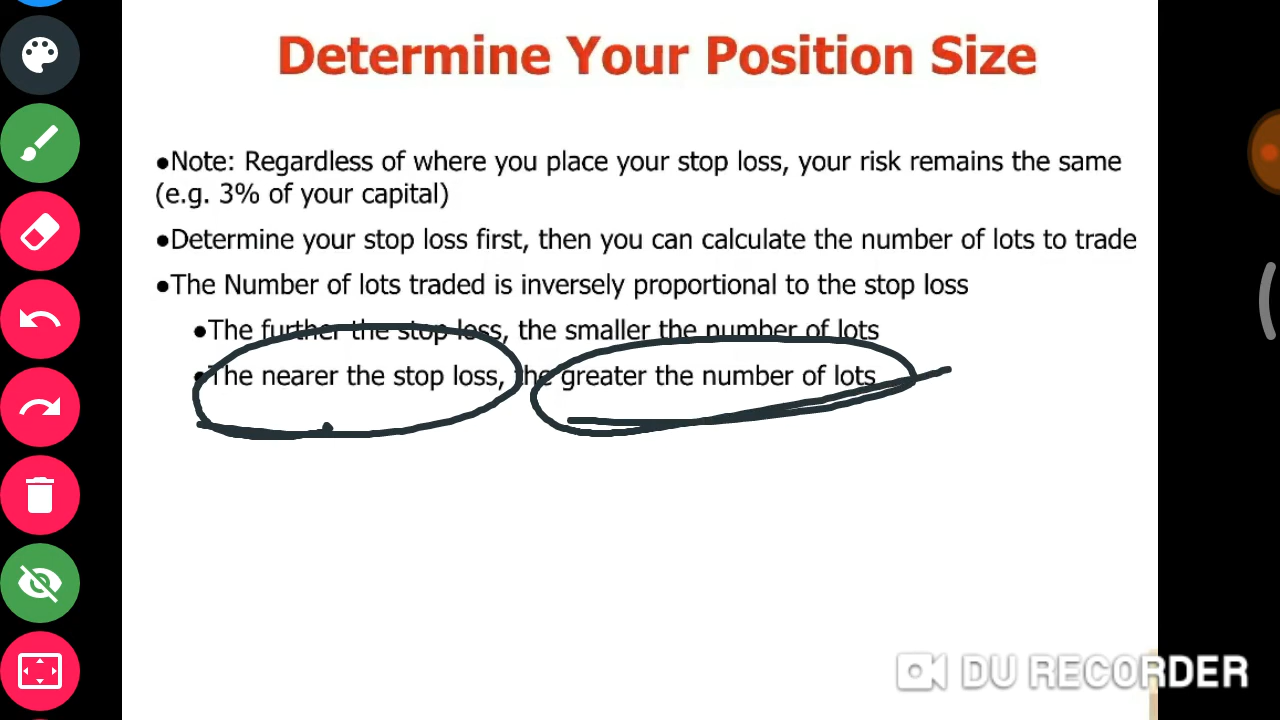 Determine Your Position Size
●Note: Regardless of where you place your stop loss, your risk remains the same
(e.g. 3% of your capital)
●Determine your stop loss first, then you can calculate the number of lots to trade
●The Number of lots traded is inversely proportional to the stop loss
●The further the stop loss, the smaller the number of lots
●The nearer the stop loss, the greater the number of lots
DU RECORDER